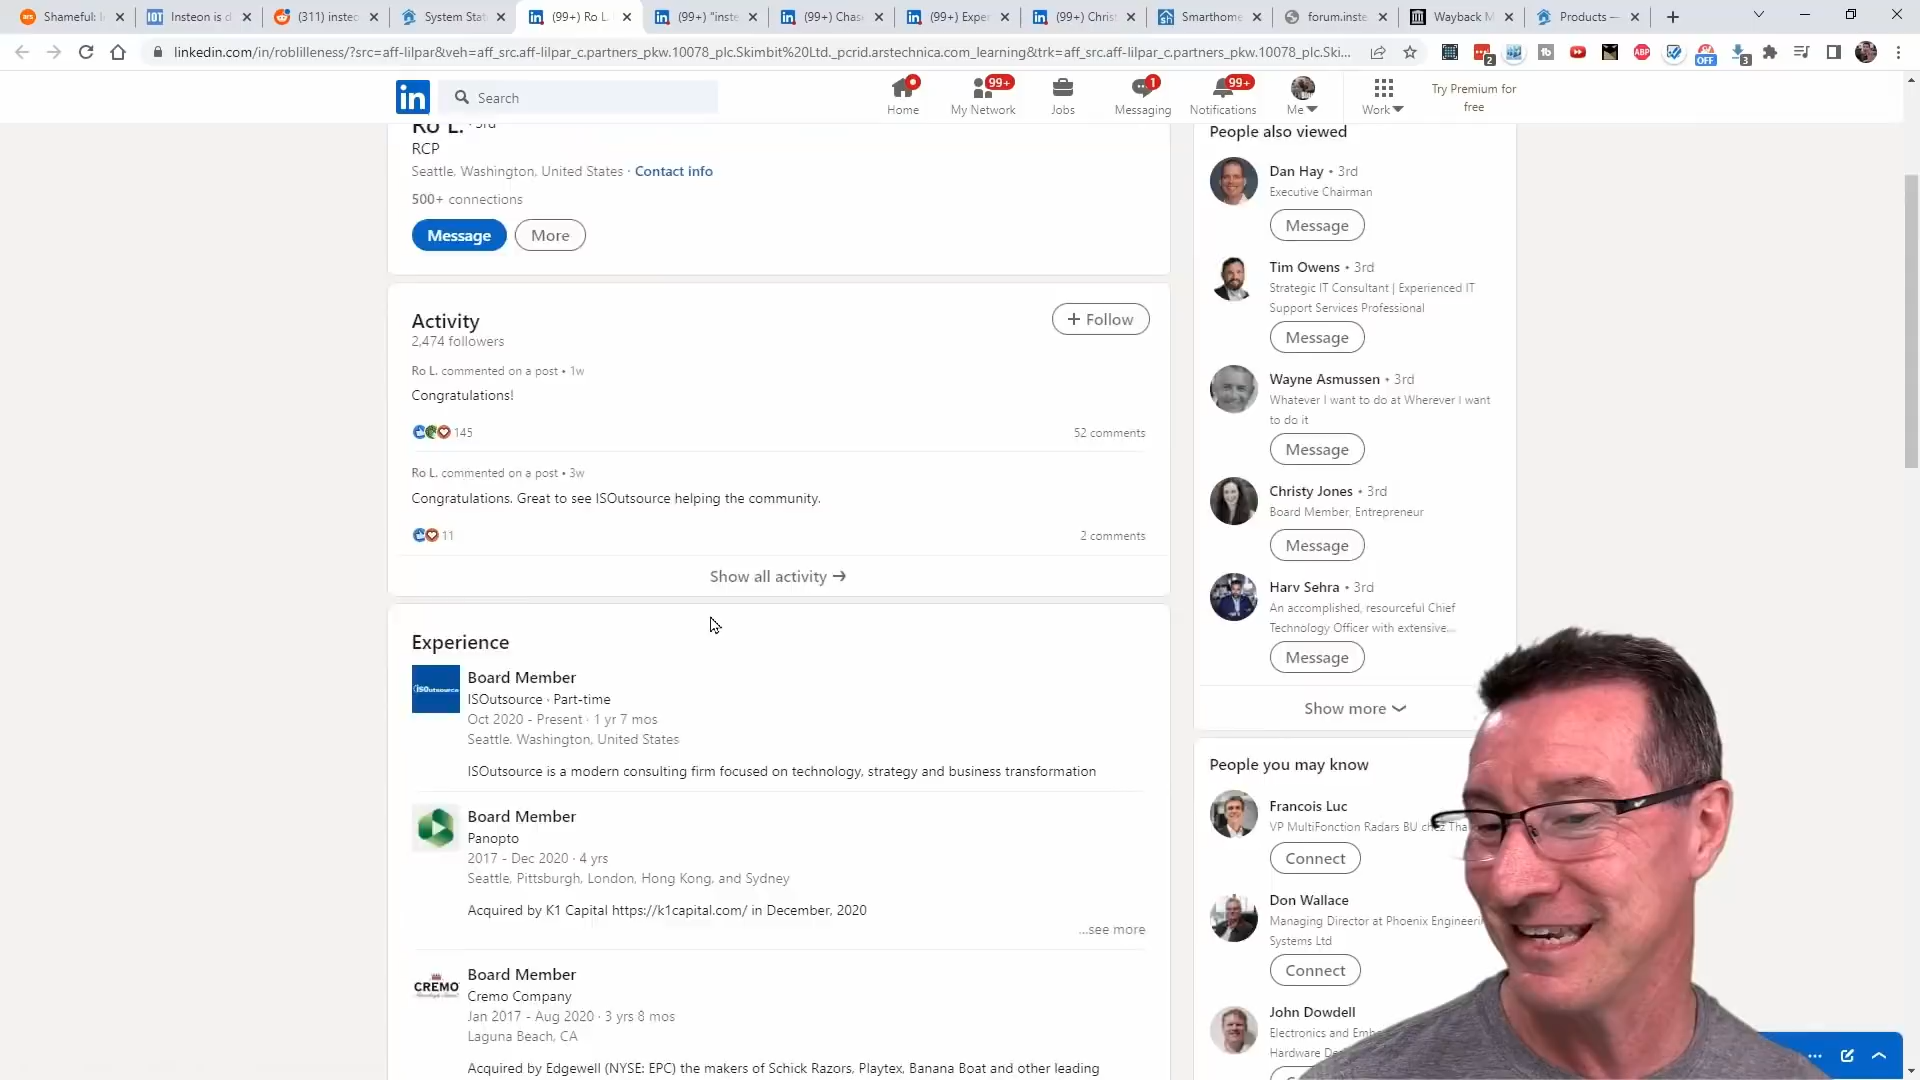 Shameful: I
Insteon is d
(311) insteo
System Stat
(99+) Ro L.
(99+) "inste
(99+) Chas
(99+) Exper
(99+) Chris
Smarthome
forum.inste
Wayback M
Products —
linkedin.com/in/roblilleness/?src=aff-lilpar&veh=aff_src.aff-lilpar_c.partners_pkw.10078_plc.Skimbit%20Ltd._pcrid.arstechnica.com_learning&trk=aff_src.aff-lilpar_c.partners_pkw.10078_plc.Ski...
in
Search
Home
99+
My Network
Jobs
1
Messaging
99+
Notifications
Me
Work
Try Premium for
free
Ro L. · 3rd
RCP
Seattle, Washington, United States · Contact info
500+ connections
Message
More
Activity
2,474 followers
+ Follow
Ro L. commented on a post • 1w
Congratulations!
145
52 comments
Ro L. commented on a post • 3w
Congratulations. Great to see ISOutsource helping the community.
11
2 comments
Show all activity →
Experience
ISOutsource
Board Member
ISOutsource · Part-time
Oct 2020 - Present · 1 yr 7 mos
Seattle, Washington, United States
ISOutsource is a modern consulting firm focused on technology, strategy and business transformation
Board Member
Panopto
2017 - Dec 2020 · 4 yrs
Seattle, Pittsburgh, London, Hong Kong, and Sydney
Acquired by K1 Capital https://k1capital.com/ in December, 2020
...see more
CREMO
Board Member
Cremo Company
Jan 2017 - Aug 2020 · 3 yrs 8 mos
Laguna Beach, CA
Acquired by Edgewell (NYSE: EPC) the makers of Schick Razors, Playtex, Banana Boat and other leading
People also viewed
Dan Hay • 3rd
Executive Chairman
Message
Tim Owens • 3rd
Strategic IT Consultant | Experienced IT
Support Services Professional
Message
Wayne Asmussen • 3rd
Whatever I want to do at Wherever I want
to do it
Message
Christy Jones • 3rd
Board Member, Entrepreneur
Message
Harv Sehra • 3rd
An accomplished, resourceful Chief
Technology Officer with extensive...
Message
Show more
People you may know
Francois Luc
VP MultiFonction Radars BU chez Tha
Connect
Don Wallace
Managing Director at Phoenix Engineeri
Systems Ltd
Connect
John Dowdell
Electronics and Emb
Hardware De